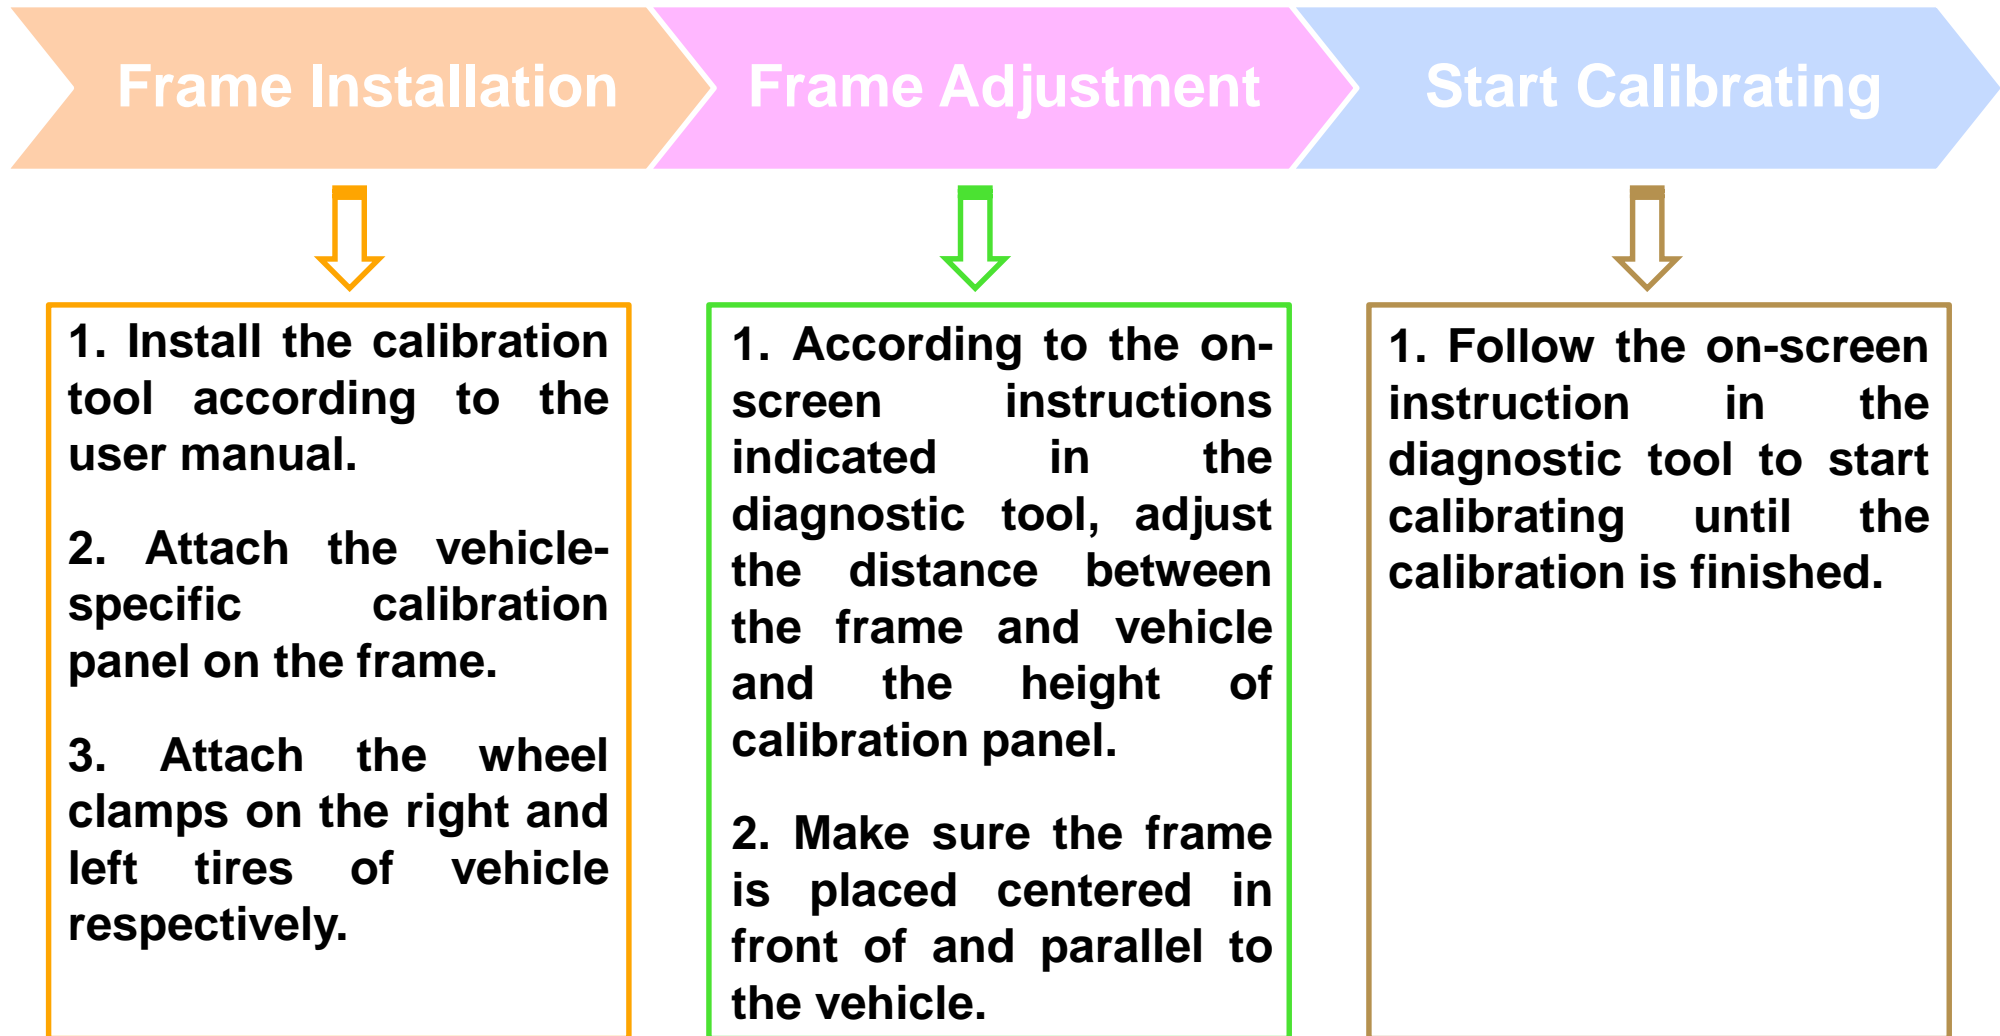 Frame Installation
Frame Adjustment
Start Calibrating
1. Install the calibration
tool according to the
user manual.
2. Attach the vehicle-
specific calibration
panel on the frame.
3. Attach the wheel
clamps on the right and
left tires of vehicle
respectively.
1. According to the on-
screen instructions
indicated in the
diagnostic tool, adjust
the distance between
the frame and vehicle
and the height of
calibration panel.
2. Make sure the frame
is placed centered in
front of and parallel to
the vehicle.
1. Follow the on-screen
instruction in the
diagnostic tool to start
calibrating until the
calibration is finished.